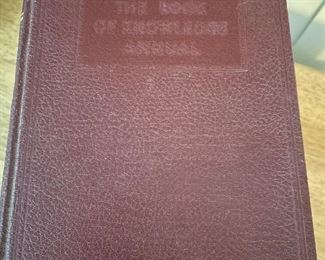 THE BOOK
OF KNOWLEDGE
ANNUAL